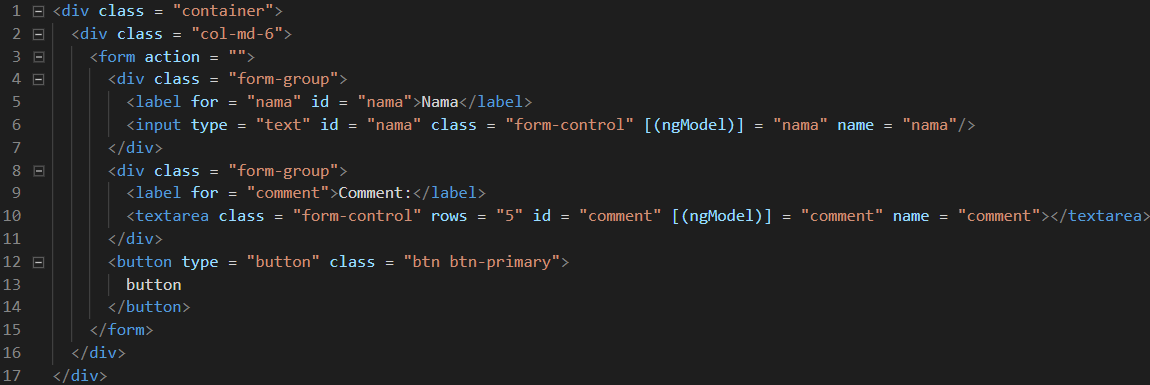 1 <div class = "container">
2 <div class = "col-md-6">
3 <form action = "">
4 <div class = "form-group">
5 <label for = "nama" id = "nama">Nama</label>
6 <input type = "text" id = "nama" class = "form-control" [(ngModel)] = "nama" name = "nama"/>
7 </div>
8 <div class = "form-group">
9 <label for = "comment">Comment:</label>
10 <textarea class = "form-control" rows = "5" id = "comment" [(ngModel)] = "comment" name = "comment"></textarea>
11 </div>
12 <button type = "button" class = "btn btn-primary">
13 button
14 </button>
15 </form>
16 </div>
17 </div>